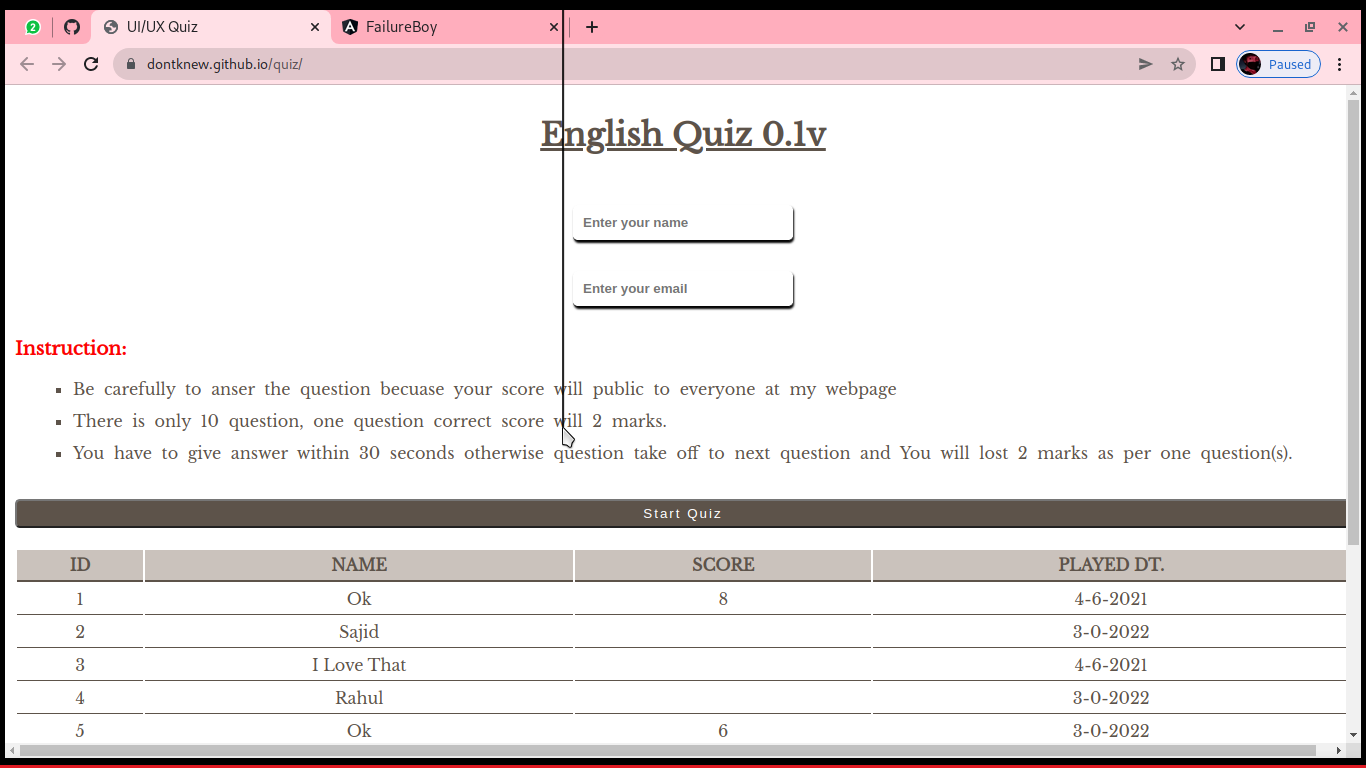 2
UI/UX Quiz
FailureBoy
dontknew.github.io/quiz/
Paused
English Quiz 0.1v
Enter your name
Enter your email
Instruction:
Be carefully to anser the question becuase your score will public to everyone at my webpage
There is only 10 question, one question correct score will 2 marks.
You have to give answer within 30 seconds otherwise question take off to next question and You will lost 2 marks as per one question(s).
Start Quiz
ID NAME SCORE PLAYED DT.
1 Ok 8 4-6-2021
2 Sajid 3-0-2022
3 I Love That 4-6-2021
4 Rahul 3-0-2022
5 Ok 6 3-0-2022